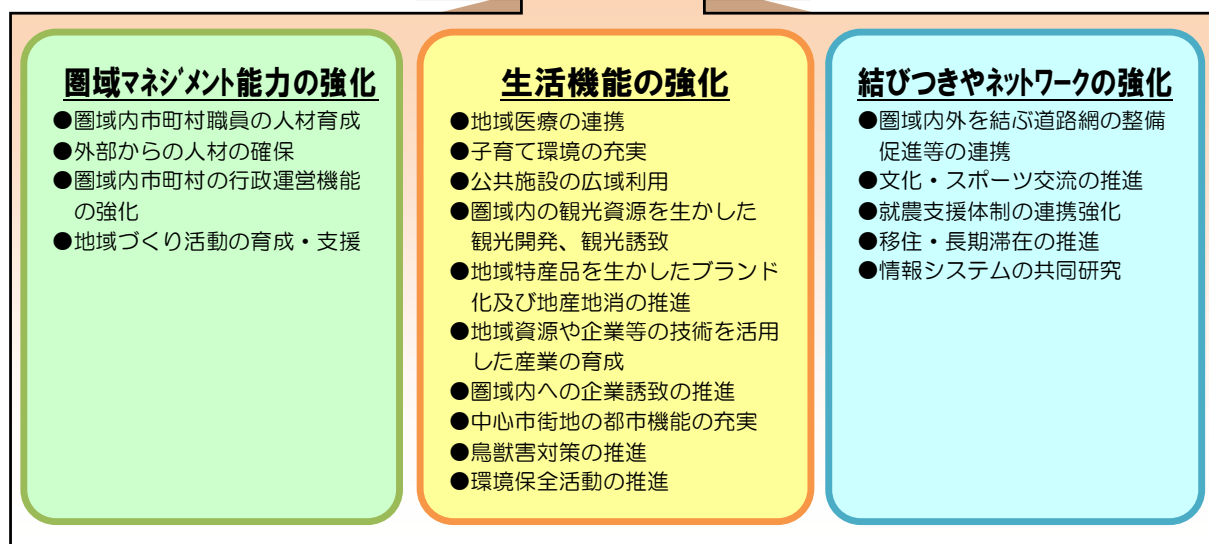 圏域マネジメント能力の強化
●圏域内市町村職員の人材育成
●外部からの人材の確保
●圏域内市町村の行政運営機能
の強化
●地域づくり活動の育成・支援
生活機能の強化
●地域医療の連携
●子育て環境の充実
●公共施設の広域利用
●圏域内の観光資源を生かした
観光開発、観光誘致
●地域特産品を生かしたブランド
化及び地産地消の推進
●地域資源や企業等の技術を活用
した産業の育成
●圏域内への企業誘致の推進
●中心市街地の都市機能の充実
●鳥獣害対策の推進
●環境保全活動の推進
結びつきやネットワークの強化
●圏域内外を結ぶ道路網の整備
促進等の連携
●文化・スポーツ交流の推進
●就農支援体制の連携強化
●移住・長期滞在の推進
●情報システムの共同研究